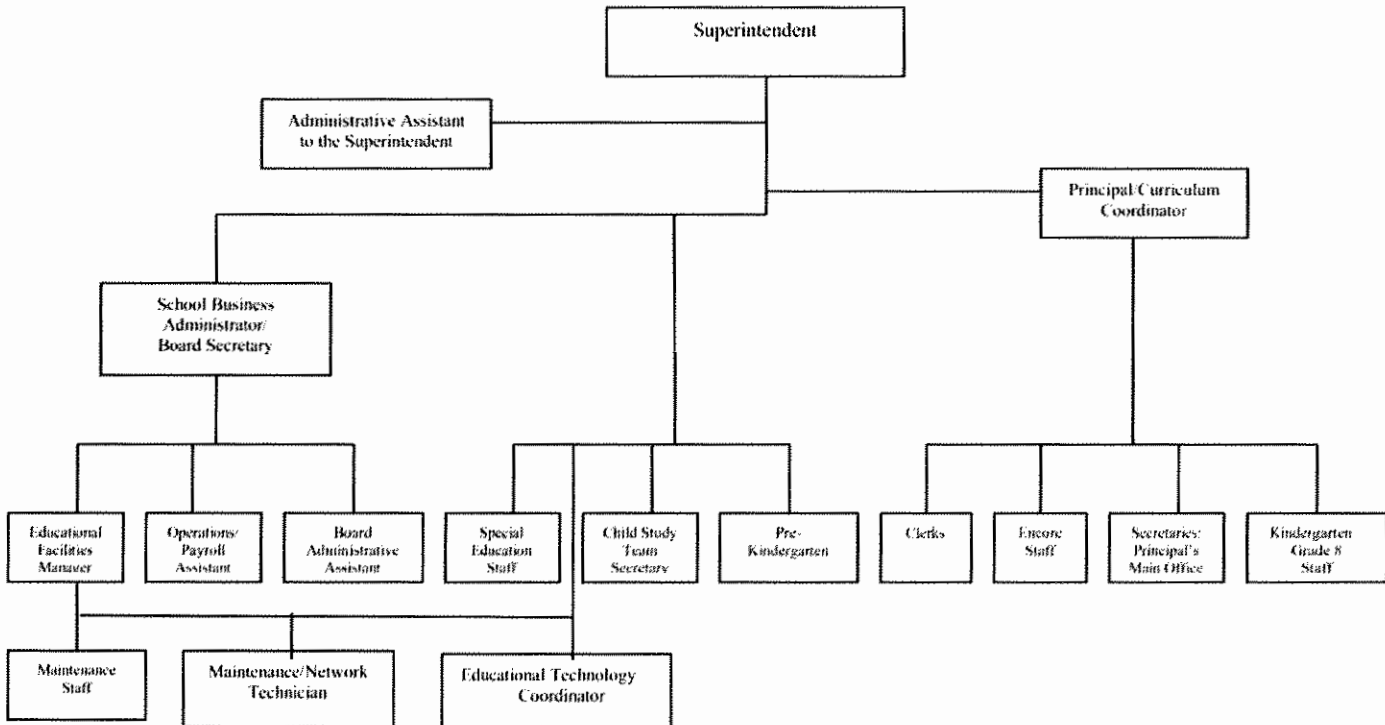 Superintendent
Administrative Assistant
to the Superintendent
Principal/Curriculum
Coordinator
School Business
Administrator/
Board Secretary
Educational
Facilities
Manager
Operations/
Payroll
Assistant
Board
Administrative
Assistant
Special
Education
Staff
Child Study
Team
Secretary
Pre-
Kindergarten
Clerks
Encore
Staff
Secretaries:
Principal's
Main Office
Kindergarten
Grade 8
Staff
Maintenance
Staff
Maintenance/Network
Technician
Educational Technology
Coordinator